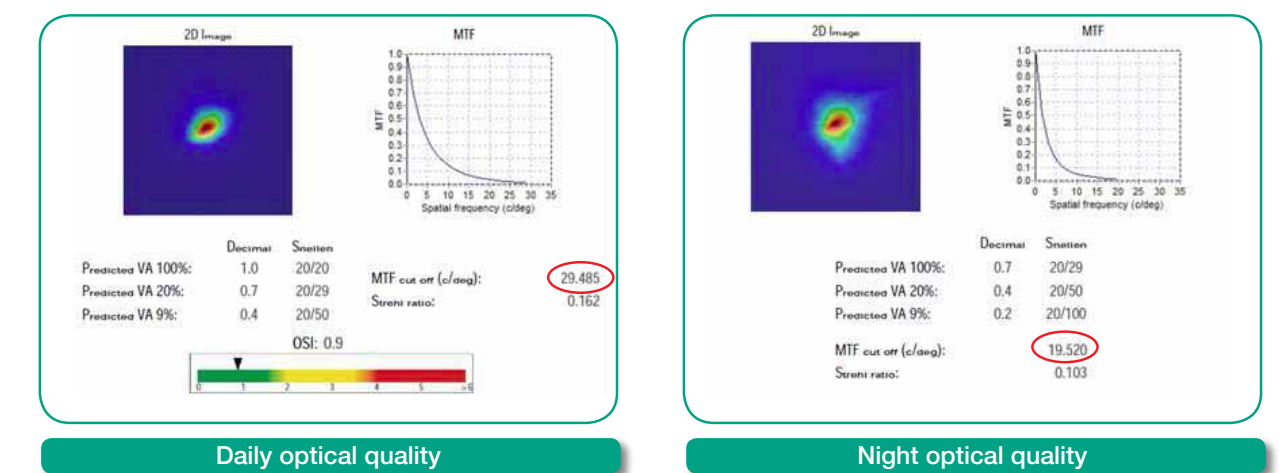 2D Image
MTF
1.0
0.9
0.8
0.7
0.6
MTF
0.5
0.4
0.3
0.2
0.1
0.0
0 5 10 15 20 25 30 35
Spatial frequency (c/deg)
Decimal Snellen
Predicted VA 100%: 1.0 20/20
Predicted VA 20%: 0.7 20/29
Predicted VA 9%: 0.4 20/50
MTF cut off (c/deg): 29.485
Strehl ratio: 0.162
OSI: 0.9
0 1 2 3 4 5 >6
Daily optical quality
2D Image
MTF
1.0
0.9
0.8
0.7
0.6
MTF
0.5
0.4
0.3
0.2
0.1
0.0
0 5 10 15 20 25 30 35
Spatial frequency (c/deg)
Decimal Snellen
Predicted VA 100%: 0.7 20/29
Predicted VA 20%: 0.4 20/50
Predicted VA 9%: 0.2 20/100
MTF cut off (c/deg): 19.520
Strehl ratio: 0.103
Night optical quality